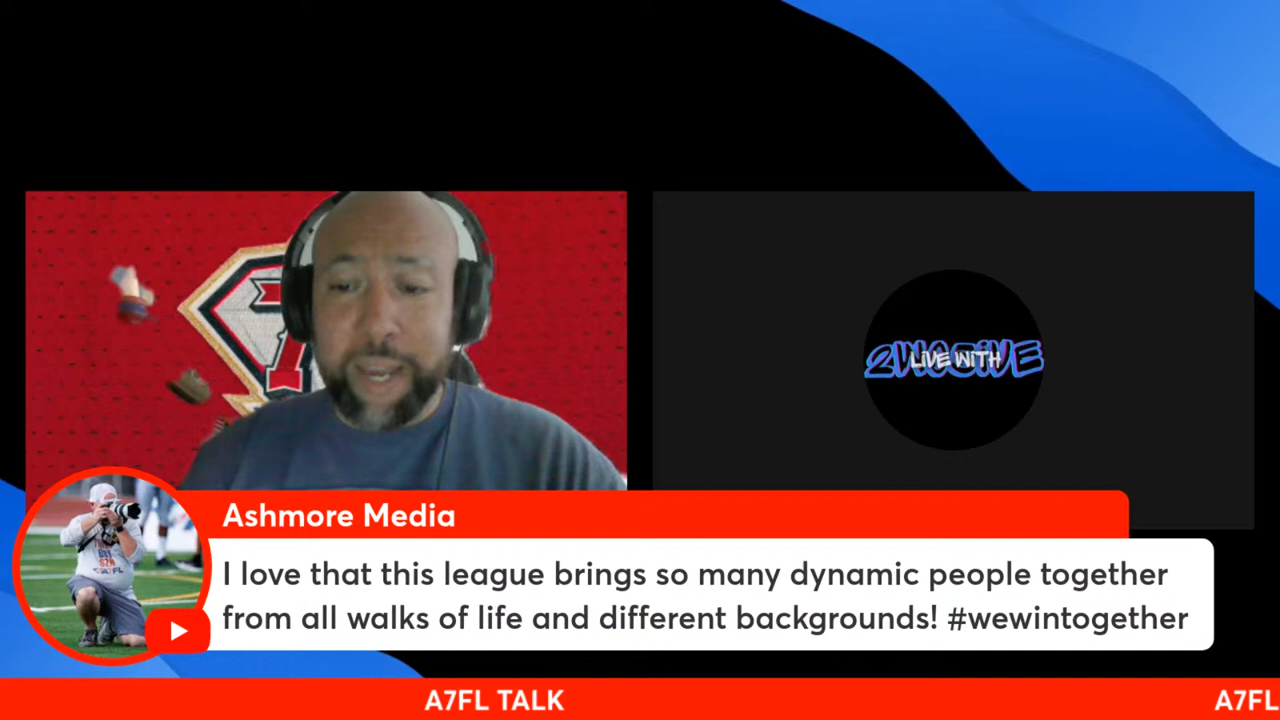 LIVE WITH
Ashmore Media
I love that this league brings so many dynamic people together
from all walks of life and different backgrounds! #wewintogether
A7FL TALK
A7FL